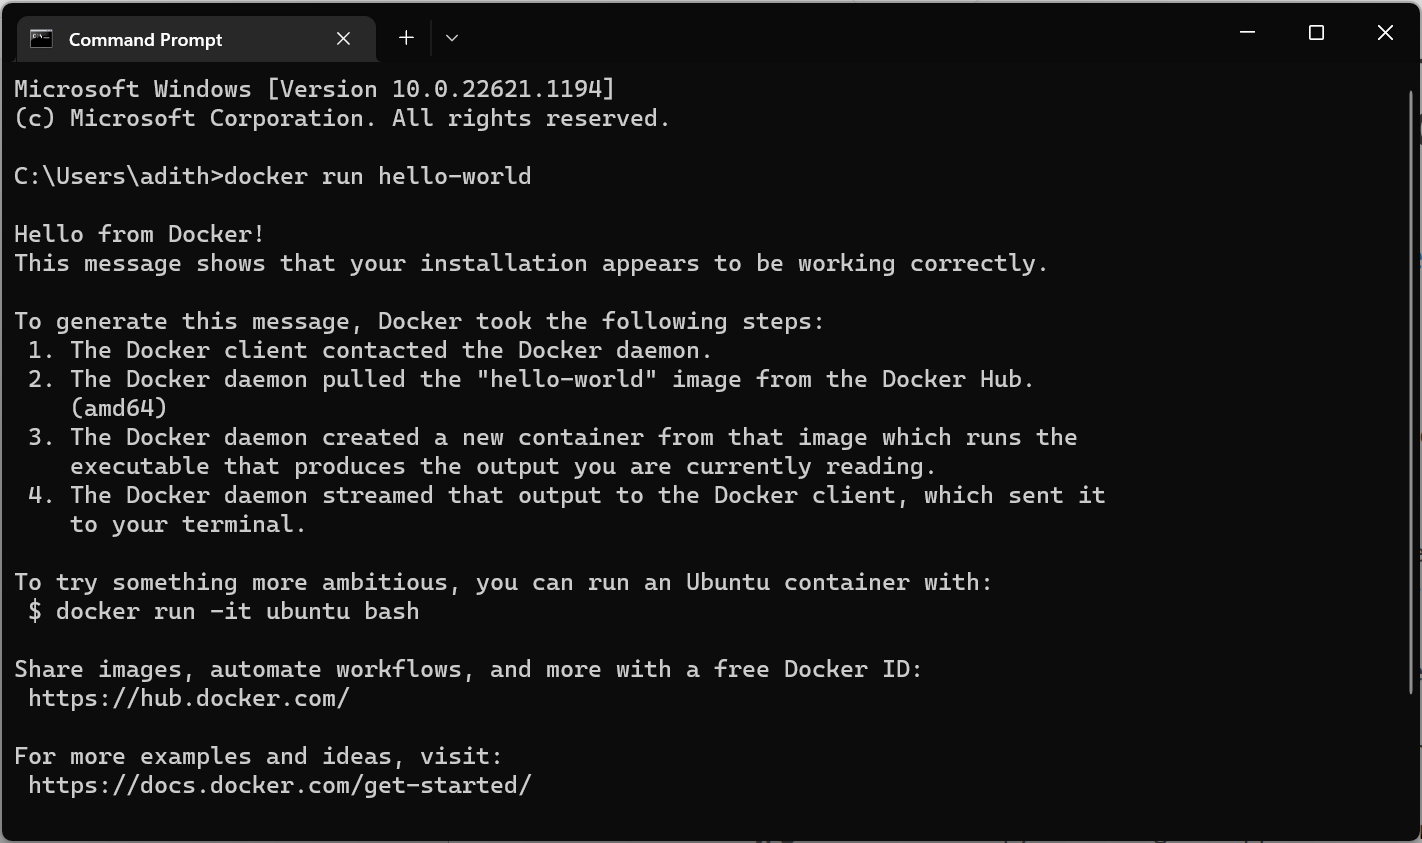 Command Prompt
Microsoft Windows [Version 10.0.22621.1194]
(c) Microsoft Corporation. All rights reserved.
C:\Users\adith>docker run hello-world
Hello from Docker!
This message shows that your installation appears to be working correctly.
To generate this message, Docker took the following steps:
1. The Docker client contacted the Docker daemon.
2. The Docker daemon pulled the "hello-world" image from the Docker Hub.
(amd64)
3. The Docker daemon created a new container from that image which runs the
executable that produces the output you are currently reading.
4. The Docker daemon streamed that output to the Docker client, which sent it
to your terminal.
To try something more ambitious, you can run an Ubuntu container with:
$ docker run -it ubuntu bash
Share images, automate workflows, and more with a free Docker ID:
https://hub.docker.com/
For more examples and ideas, visit:
https://docs.docker.com/get-started/